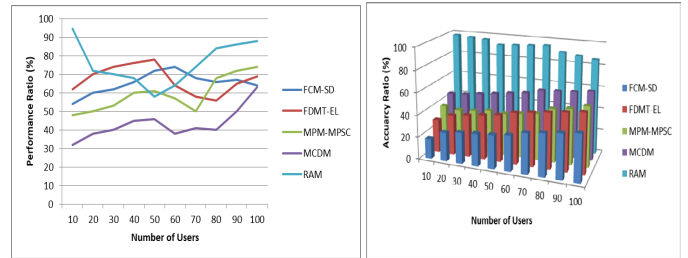 Performance Ratio (%)
100
90
80
70
60
50
40
30
20
10
0
10 20 30 40 50 60 70 80 90 100
Number of Users
FCM-SD
FDMT-EL
MPM-MPSC
MCDM
RAM
Accuarcy Ratio (%)
100
80
60
40
20
0
10 20 30 40 50 60 70 80 90 100
Number of Users
FCM-SD
FDMT-EL
MPM-MPSC
MCDM
RAM